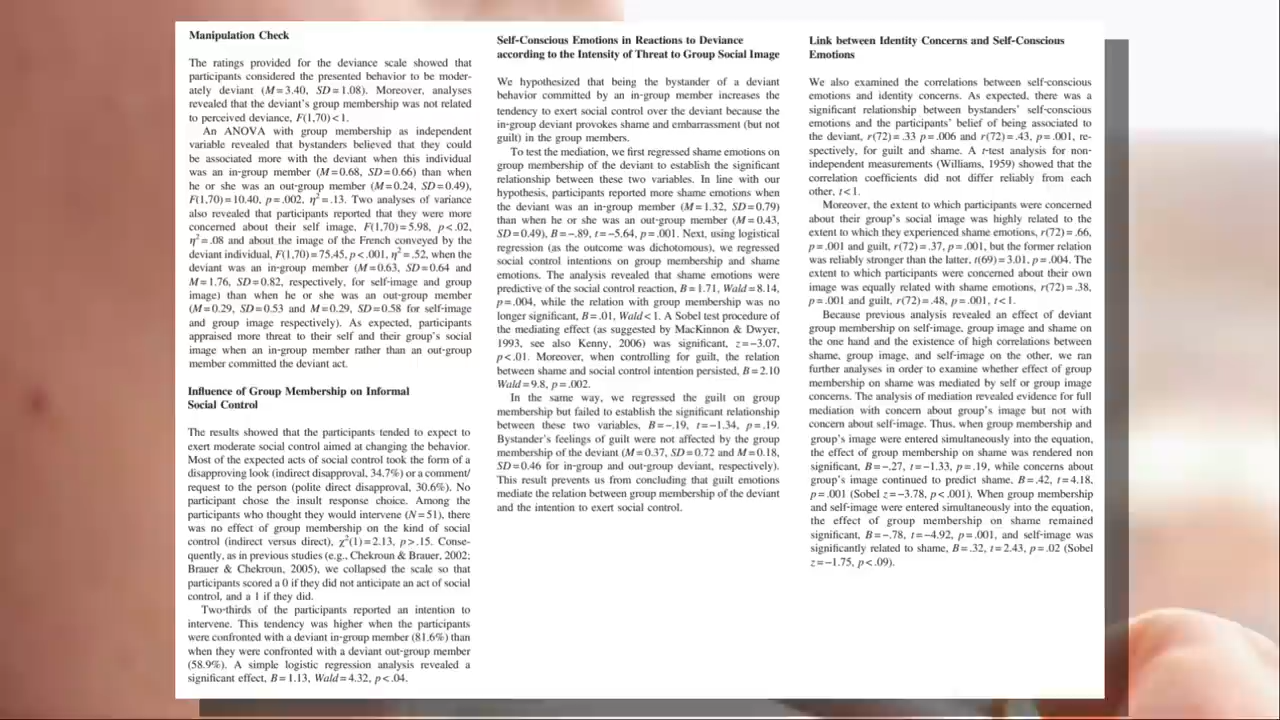 Manipulation Check
The ratings provided for the deviance scale showed that
participants considered the presented behavior to be moder-
ately deviant (M=3.40, SD=1.08). Moreover, analyses
revealed that the deviant's group membership was not related
to perceived deviance, F(1,70)<1.
An ANOVA with group membership as independent
variable revealed that bystanders believed that they could
be associated more with the deviant when this individual
was an in-group member (M=0.68, SD=0.66) than when
he or she was an out-group member (M=0.24, SD=0.49),
F(1,70)=10.40, p=.002, η²=.13. Two analyses of variance
also revealed that participants reported that they were more
concerned about their self image, F(1,70)=5.98, p<.02,
η²=.08 and about the image of the French conveyed by the
deviant individual, F(1,70)=75.45, p<.001, η²=.52, when the
deviant was an in-group member (M=0.63, SD=0.64 and
M=1.76, SD=0.82, respectively, for self-image and group
image) than when he or she was an out-group member
(M=0.29, SD=0.53 and M=0.29, SD=0.58 for self-image
and group image respectively). As expected, participants
appraised more threat to their self and their group's social
image when an in-group member rather than an out-group
member committed the deviant act.
Influence of Group Membership on Informal
Social Control
The results showed that the participants tended to expect to
exert moderate social control aimed at changing the behavior.
Most of the expected acts of social control took the form of a
disapproving look (indirect disapproval, 34.7%) or a comment/
request to the person (polite direct disapproval, 30.6%). No
participant chose the insult response choice. Among the
participants who thought they would intervene (N=51), there
was no effect of group membership on the kind of social
control (indirect versus direct), χ²(1)=2.13, p>.15. Conse-
quently, as in previous studies (e.g., Chekroun & Brauer, 2002;
Brauer & Chekroun, 2005), we collapsed the scale so that
participants scored a 0 if they did not anticipate an act of social
control, and a 1 if they did.
Two-thirds of the participants reported an intention to
intervene. This tendency was higher when the participants
were confronted with a deviant in-group member (81.6%) than
when they were confronted with a deviant out-group member
(58.9%). A simple logistic regression analysis revealed a
significant effect, B=1.13, Wald=4.32, p<.04.
Self-Conscious Emotions in Reactions to Deviance
according to the Intensity of Threat to Group Social Image
We hypothesized that being the bystander of a deviant
behavior committed by an in-group member increases the
tendency to exert social control over the deviant because the
in-group deviant provokes shame and embarrassment (but not
guilt) in the group members.
To test the mediation, we first regressed shame emotions on
group membership of the deviant to establish the significant
relationship between these two variables. In line with our
hypothesis, participants reported more shame emotions when
the deviant was an in-group member (M=1.32, SD=0.79)
than when he or she was an out-group member (M=0.43,
SD=0.49), B=−.89, t=−5.64, p=.001. Next, using logistical
regression (as the outcome was dichotomous), we regressed
social control intentions on group membership and shame
emotions. The analysis revealed that shame emotions were
predictive of the social control reaction, B=1.71, Wald=8.14,
p=.004, while the relation with group membership was no
longer significant, B=.01, Wald<1. A Sobel test procedure of
the mediating effect (as suggested by MacKinnon & Dwyer,
1993, see also Kenny, 2006) was significant, z=−3.07,
p<.01. Moreover, when controlling for guilt, the relation
between shame and social control intention persisted, B=2.10
Wald=9.8, p=.002.
In the same way, we regressed the guilt on group
membership but failed to establish the significant relationship
between these two variables, B=−.19, t=−1.34, p=.19.
Bystander's feelings of guilt were not affected by the group
membership of the deviant (M=0.37, SD=0.72 and M=0.18,
SD=0.46 for in-group and out-group deviant, respectively).
This result prevents us from concluding that guilt emotions
mediate the relation between group membership of the deviant
and the intention to exert social control.
Link between Identity Concerns and Self-Conscious
Emotions
We also examined the correlations between self-conscious
emotions and identity concerns. As expected, there was a
significant relationship between bystanders' self-conscious
emotions and the participants' belief of being associated to
the deviant, r(72)=.33 p=.006 and r(72)=.43, p=.001, re-
spectively, for guilt and shame. A t-test analysis for non-
independent measurements (Williams, 1959) showed that the
correlation coefficients did not differ reliably from each
other, t<1.
Moreover, the extent to which participants were concerned
about their group's social image was highly related to the
extent to which they experienced shame emotions, r(72)=.66,
p=.001 and guilt, r(72)=.37, p=.001, but the former relation
was reliably stronger than the latter, t(69)=3.01, p=.004. The
extent to which participants were concerned about their own
image was equally related with shame emotions, r(72)=.38,
p=.001 and guilt, r(72)=.48, p=.001, t<1.
Because previous analysis revealed an effect of deviant
group membership on self-image, group image and shame on
the one hand and the existence of high correlations between
shame, group image, and self-image on the other, we ran
further analyses in order to examine whether effect of group
membership on shame was mediated by self or group image
concerns. The analysis of mediation revealed evidence for full
mediation with concern about group's image but not with
concern about self-image. Thus, when group membership and
group's image were entered simultaneously into the equation,
the effect of group membership on shame was rendered non
significant, B=−.27, t=−1.33, p=.19, while concerns about
group's image continued to predict shame, B=.42, t=4.18,
p=.001 (Sobel z=−3.78, p<.001). When group membership
and self-image were entered simultaneously into the equation,
the effect of group membership on shame remained
significant, B=−.78, t=−4.92, p=.001, and self-image was
significantly related to shame, B=.32, t=2.43, p=.02 (Sobel
z=−1.75, p<.09).